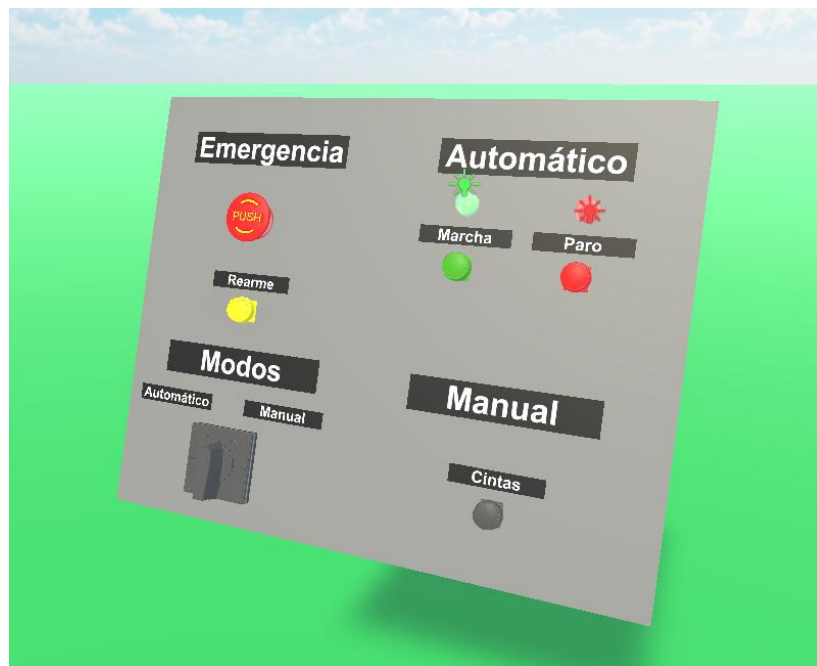 Emergencia
PUSH
Rearme
Modos
Automático
Manual
Automático
Marcha
Paro
Manual
Cintas